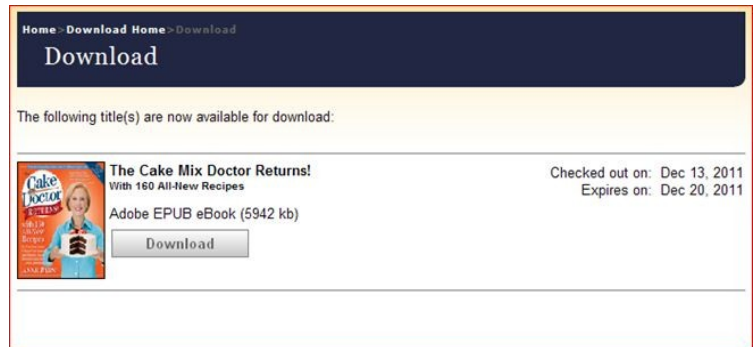 Home>Download Home>Download
Download
The following title(s) are now available for download:
Cake
Doctor
RETURNS!
The Cake Mix Doctor Returns!
With 160 All-New Recipes
Adobe EPUB eBook (5942 kb)
Download
Checked out on: Dec 13, 2011
Expires on: Dec 20, 2011